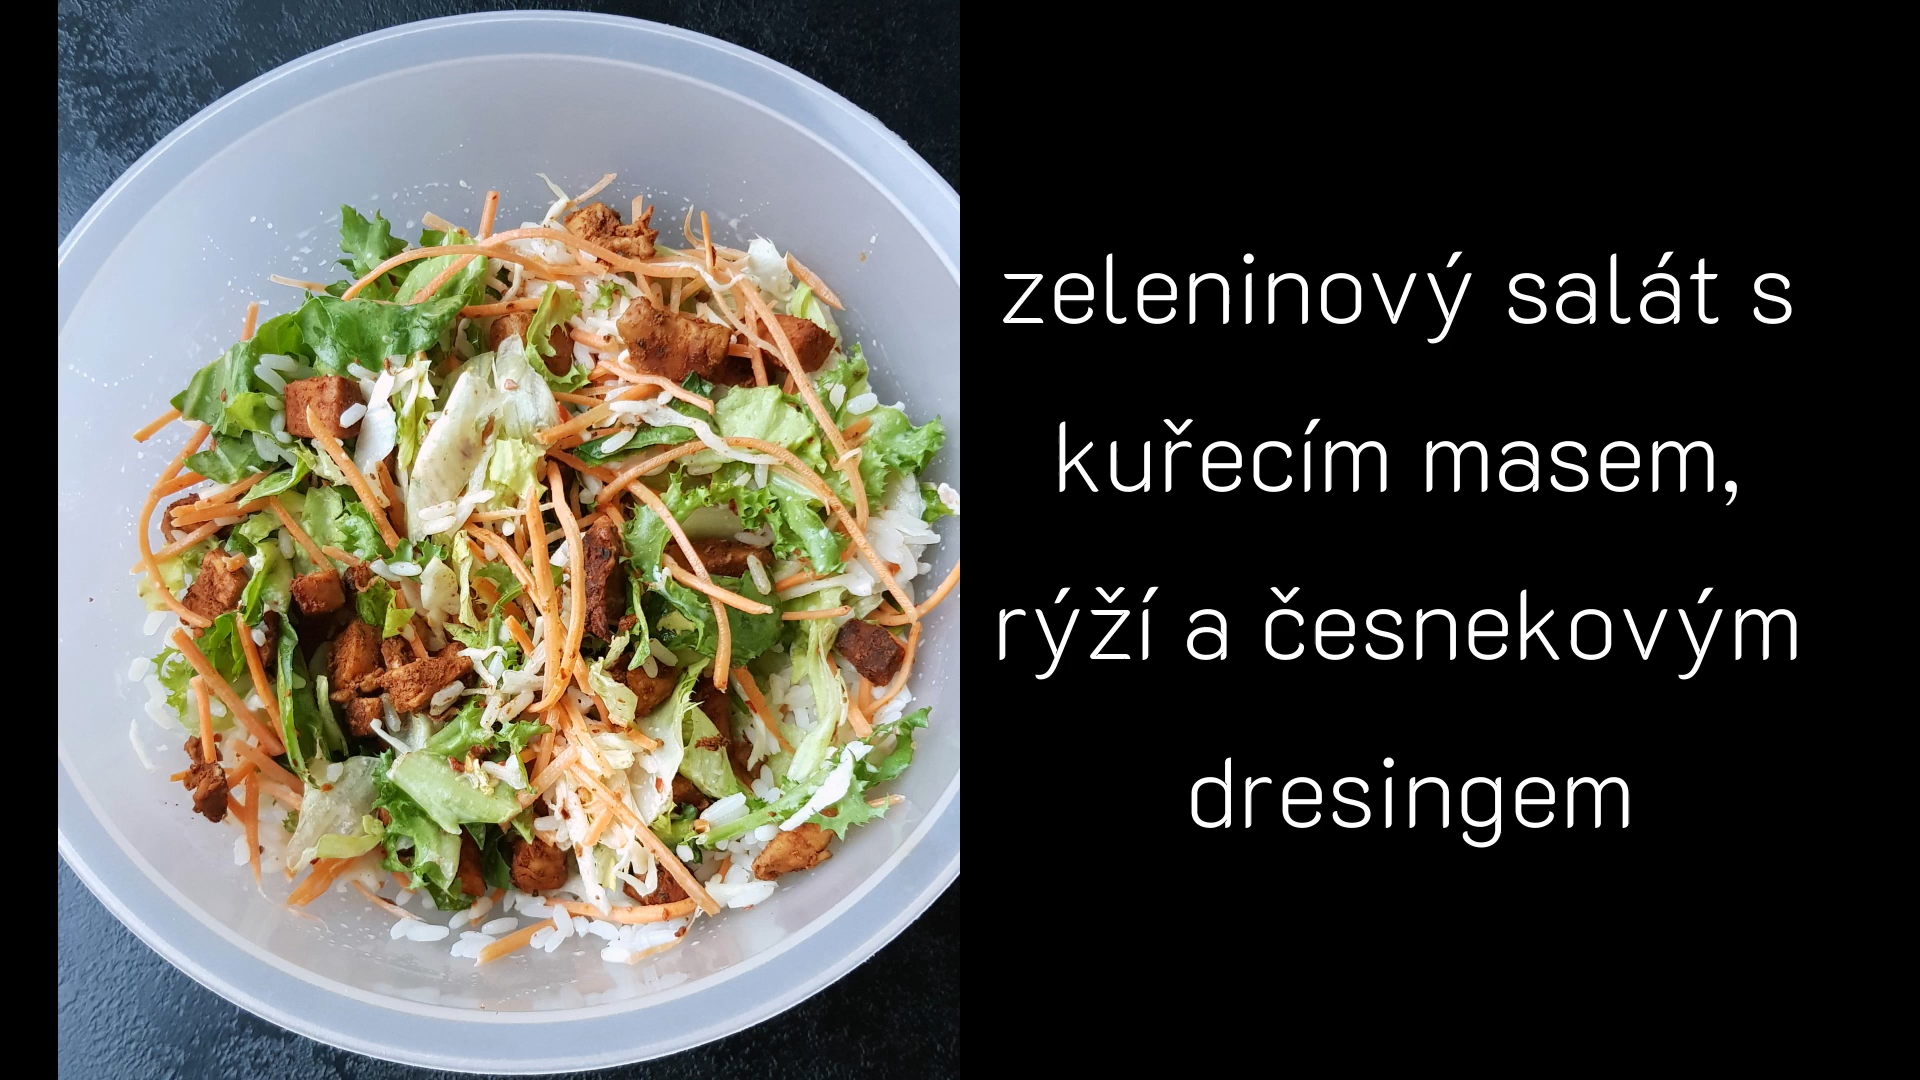 zeleninový salát s
kuřecím masem,
rýží a česnekovým
dresingem